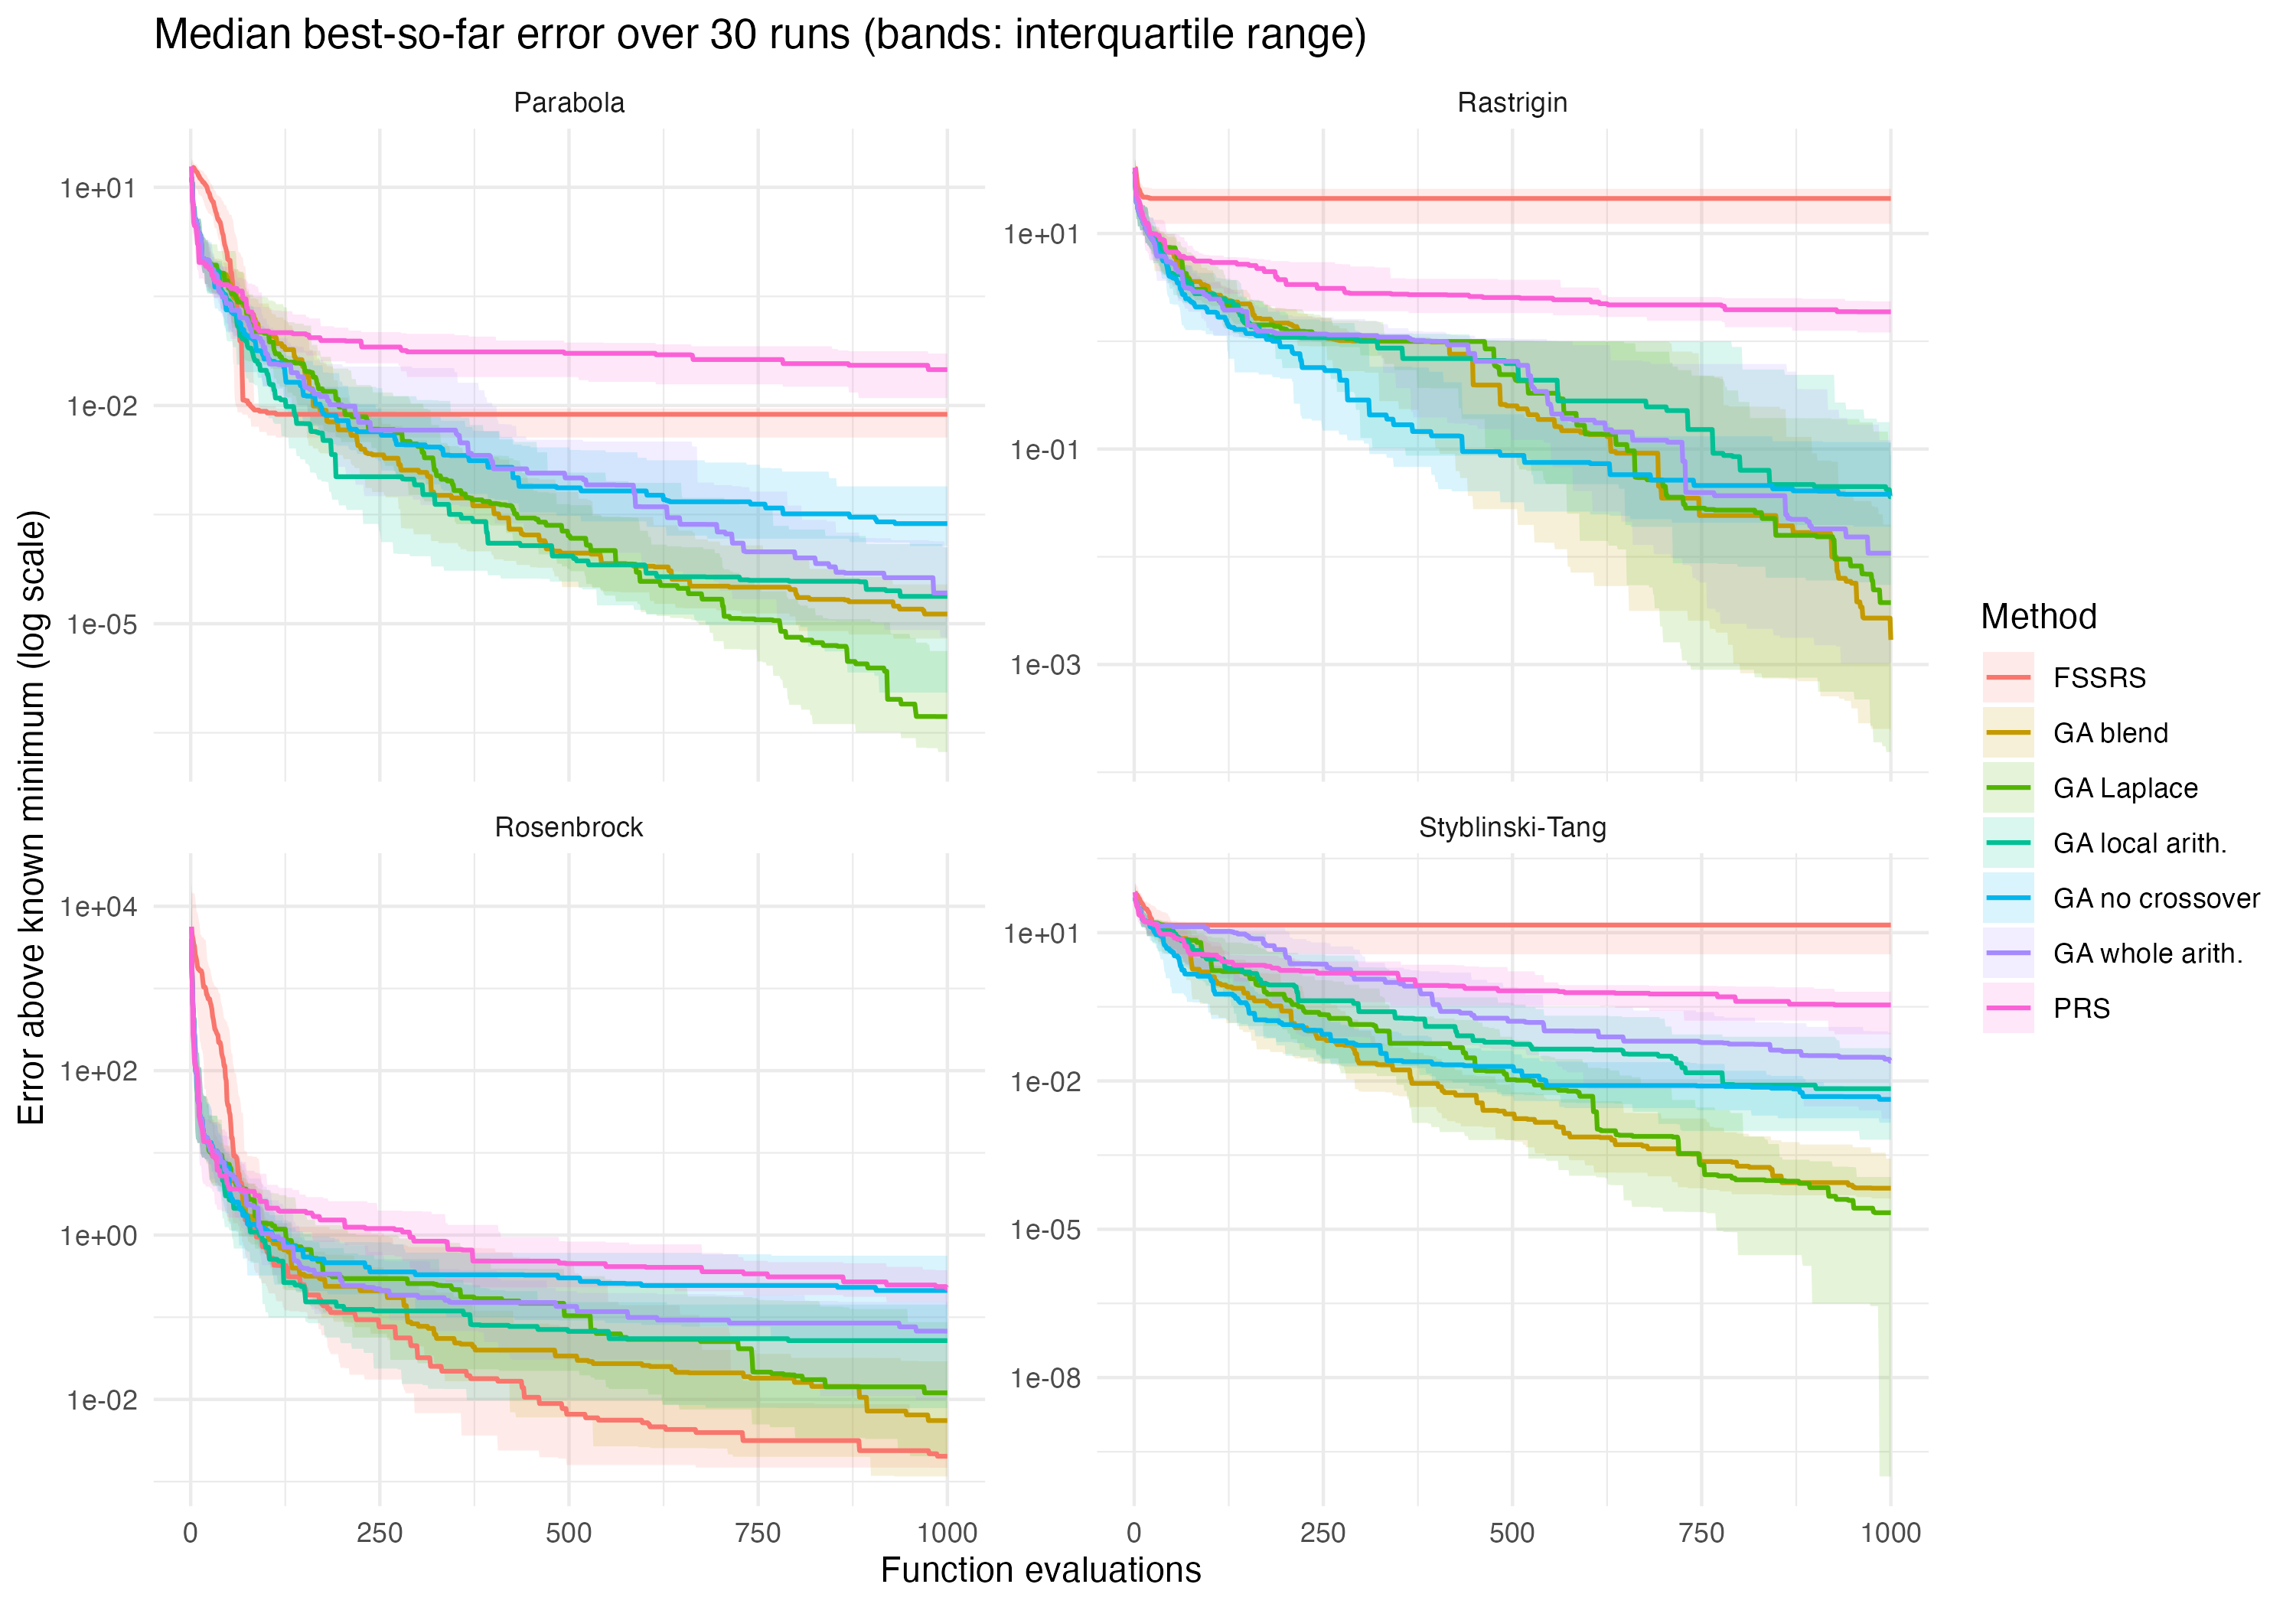 Median best-so-far error over 30 runs (bands: interquartile range)
Parabola
Rastrigin
1e+01
1e-02
1e-05
1e+01
1e-01
1e-03
Rosenbrock
Styblinski-Tang
1e+04
1e+02
1e+00
1e-02
1e+01
1e-02
1e-05
1e-08
0 250 500 750 1000
0 250 500 750 1000
Function evaluations
Error above known minimum (log scale)
Method
FSSRS
GA blend
GA Laplace
GA local arith.
GA no crossover
GA whole arith.
PRS